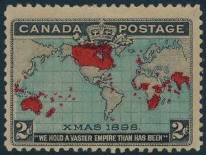 CANADA POSTAGE
XMAS 1898
2¢ 2¢
"WE HOLD A VASTER EMPIRE THAN HAS BEEN"